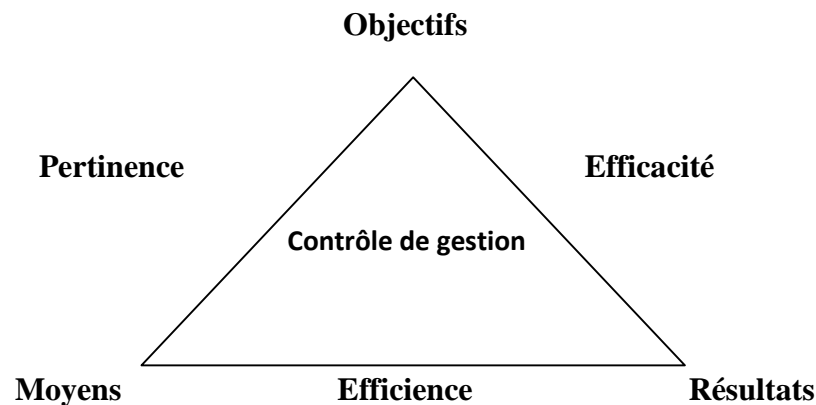 Objectifs
Pertinence Efficacité
Contrôle de gestion
Moyens Efficience Résultats